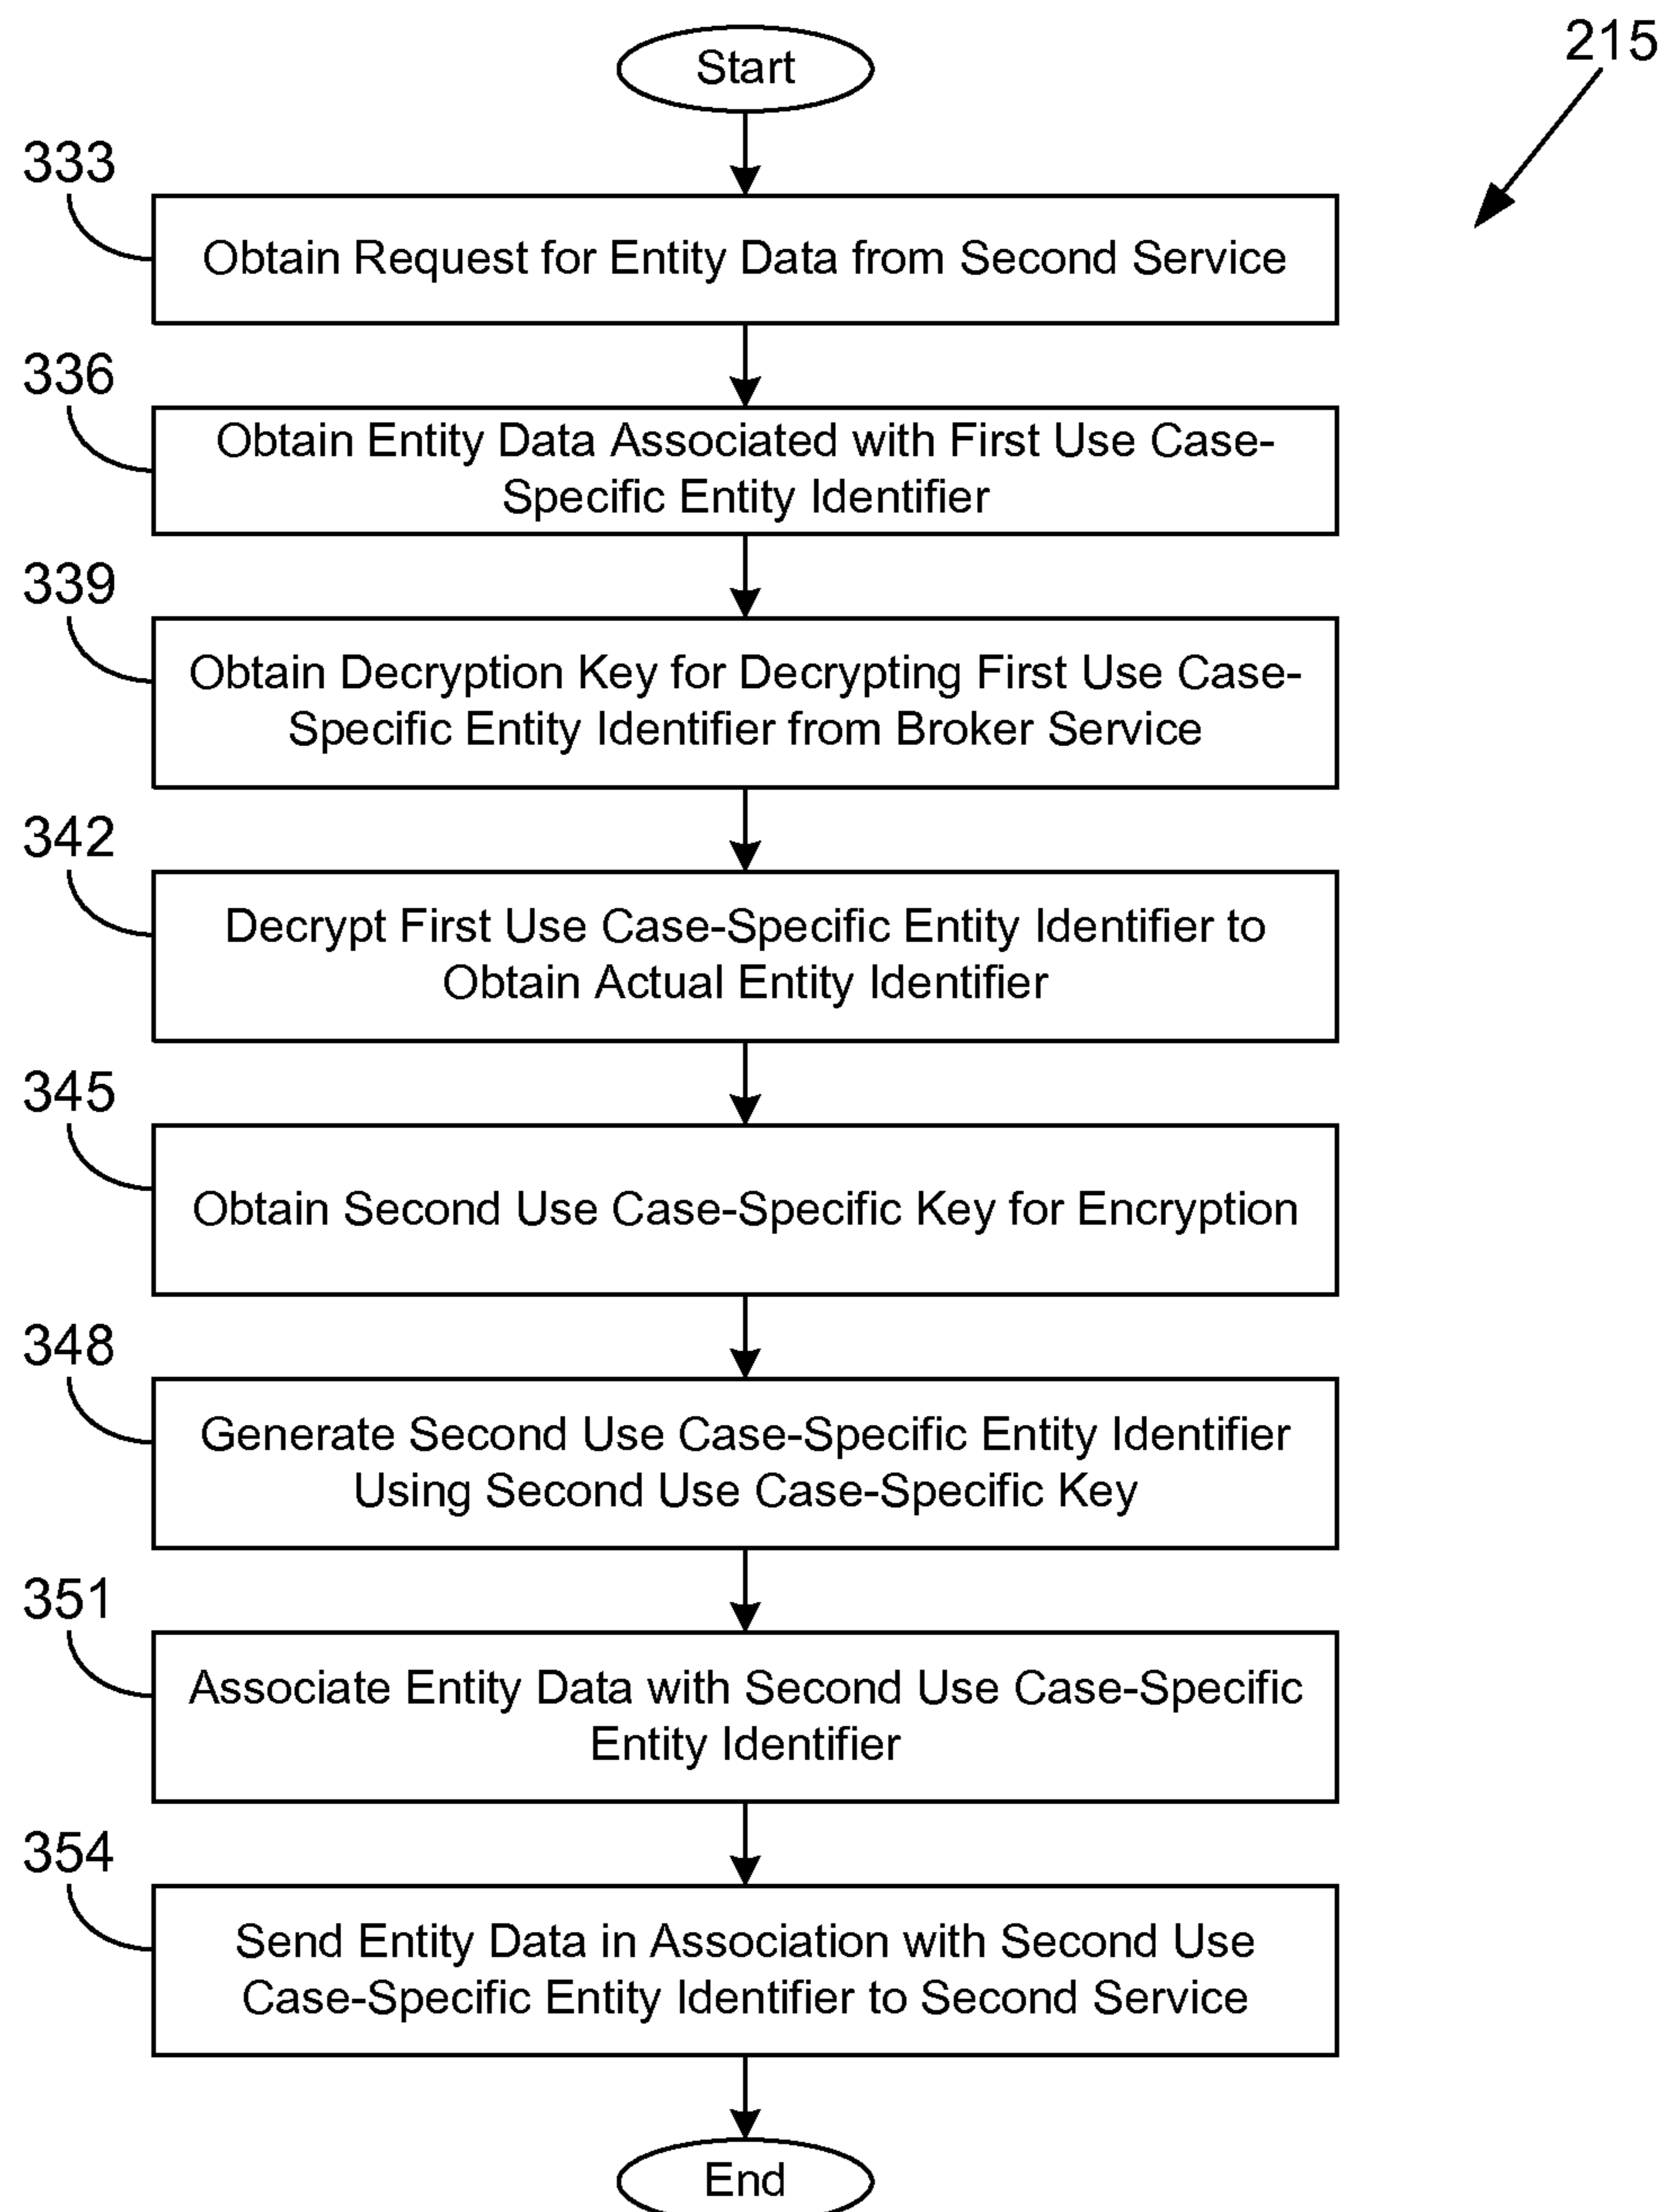 Start
215
333
Obtain Request for Entity Data from Second Service
336
Obtain Entity Data Associated with First Use Case-
Specific Entity Identifier
339
Obtain Decryption Key for Decrypting First Use Case-
Specific Entity Identifier from Broker Service
342
Decrypt First Use Case-Specific Entity Identifier to
Obtain Actual Entity Identifier
345
Obtain Second Use Case-Specific Key for Encryption
348
Generate Second Use Case-Specific Entity Identifier
Using Second Use Case-Specific Key
351
Associate Entity Data with Second Use Case-Specific
Entity Identifier
354
Send Entity Data in Association with Second Use
Case-Specific Entity Identifier to Second Service
End